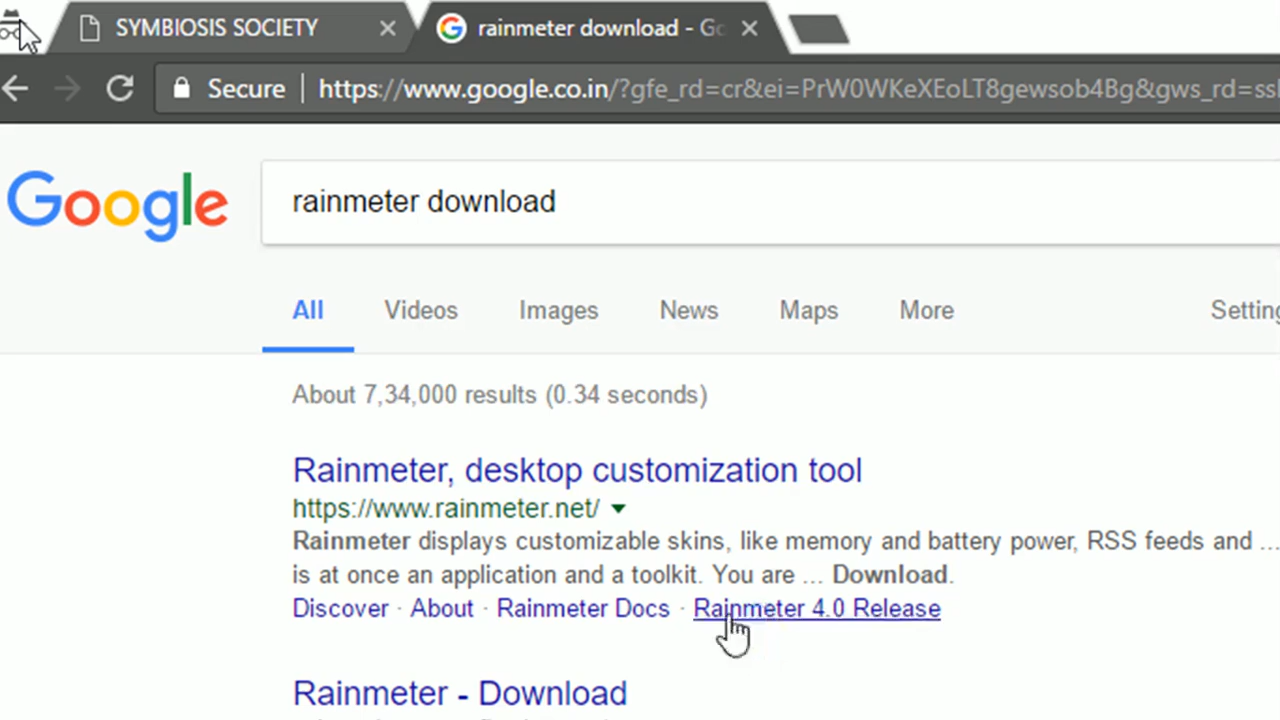 SYMBIOSIS SOCIETY
rainmeter download - Go
Secure https://www.google.co.in/?gfe_rd=cr&ei=PrW0WKeXEoLT8gewsob4Bg&gws_rd=ssl
Google
rainmeter download
All Videos Images News Maps More Setting
About 7,34,000 results (0.34 seconds)
Rainmeter, desktop customization tool
https://www.rainmeter.net/
Rainmeter displays customizable skins, like memory and battery power, RSS feeds and ...
is at once an application and a toolkit. You are ... Download.
Discover · About · Rainmeter Docs · Rainmeter 4.0 Release
Rainmeter - Download